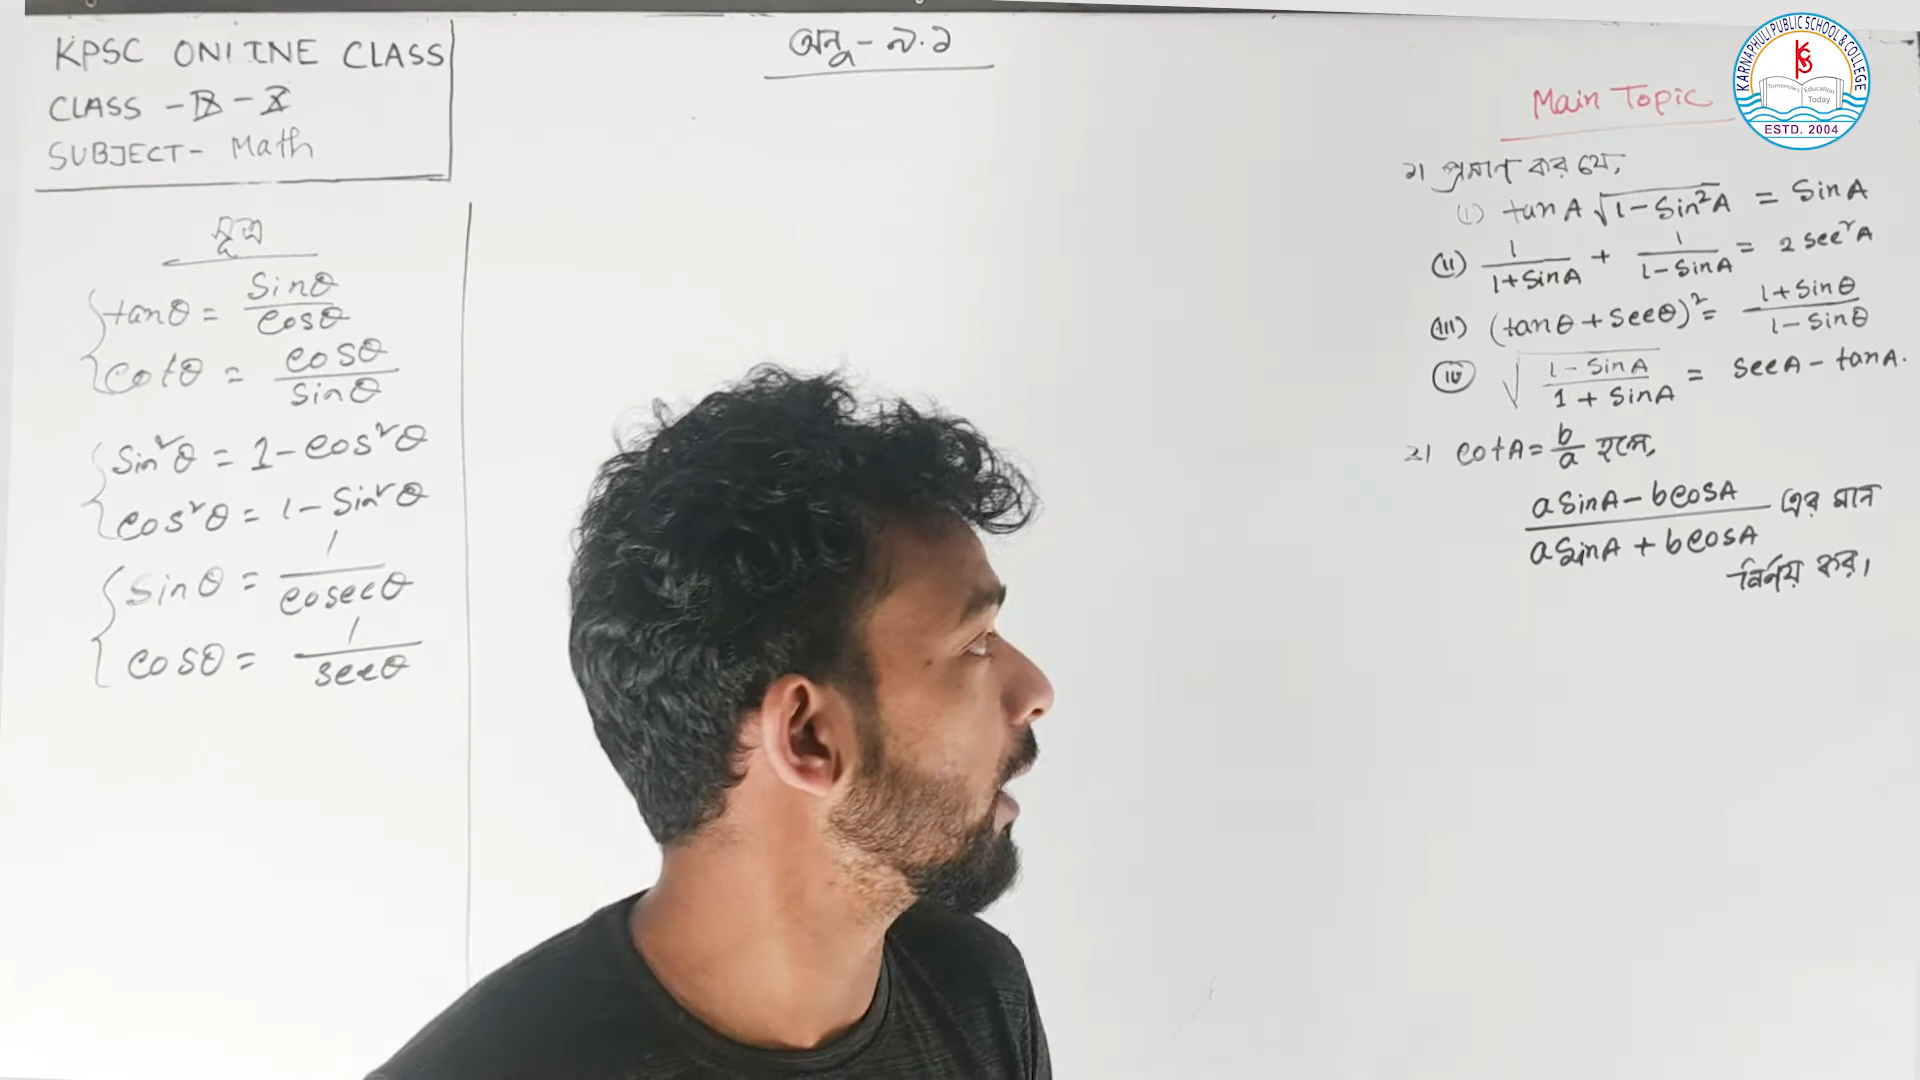 KPSC ONLINE CLASS
CLASS - IX - X
SUBJECT - Math
অনু - ৯.১
সূত্র
tanθ = sinθ/cosθ
cotθ = cosθ/sinθ
sin²θ = 1 - cos²θ
cos²θ = 1 - sin²θ
sinθ = 1/cosecθ
cosθ = 1/secθ
Main Topic
১। প্রমাণ কর যে,
(i) tanA √(1 - sin²A) = sinA
(ii) 1/(1+sinA) + 1/(1-sinA) = 2sec²A
(iii) (tanθ + secθ)² = (1+sinθ)/(1-sinθ)
(iv) √((1-sinA)/(1+sinA)) = secA - tanA.
২। cotA = b/a হলে,
(a sinA - b cosA)/(a sinA + b cosA) এর মান
নির্ণয় কর।
KARNAPHULI PUBLIC SCHOOL & COLLEGE
KPSC
Tomorrow's Education
Today
ESTD. 2004